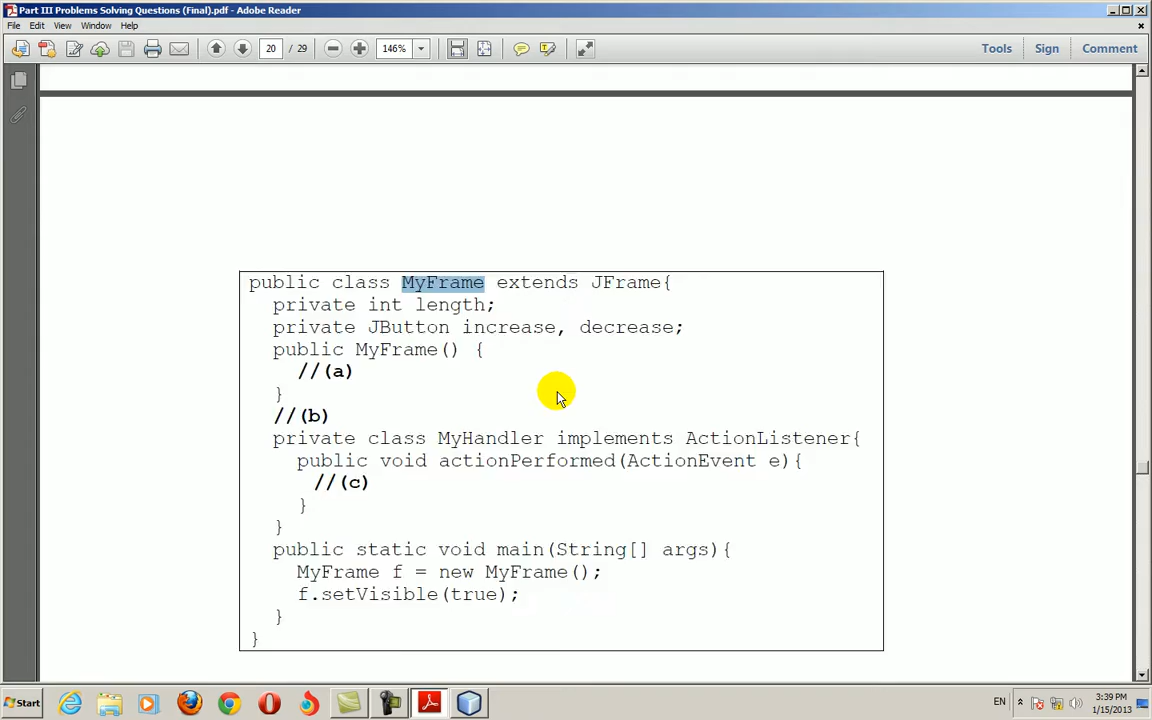 Part III Problems Solving Questions (Final).pdf - Adobe Reader
File Edit View Window Help
20 / 29 146% Tools Sign Comment
public class MyFrame extends JFrame{
private int length;
private JButton increase, decrease;
public MyFrame() {
//(a)
}
//(b)
private class MyHandler implements ActionListener{
public void actionPerformed(ActionEvent e){
//(c)
}
}
public static void main(String[] args){
MyFrame f = new MyFrame();
f.setVisible(true);
}
}
Start EN 3:39 PM
1/15/2013